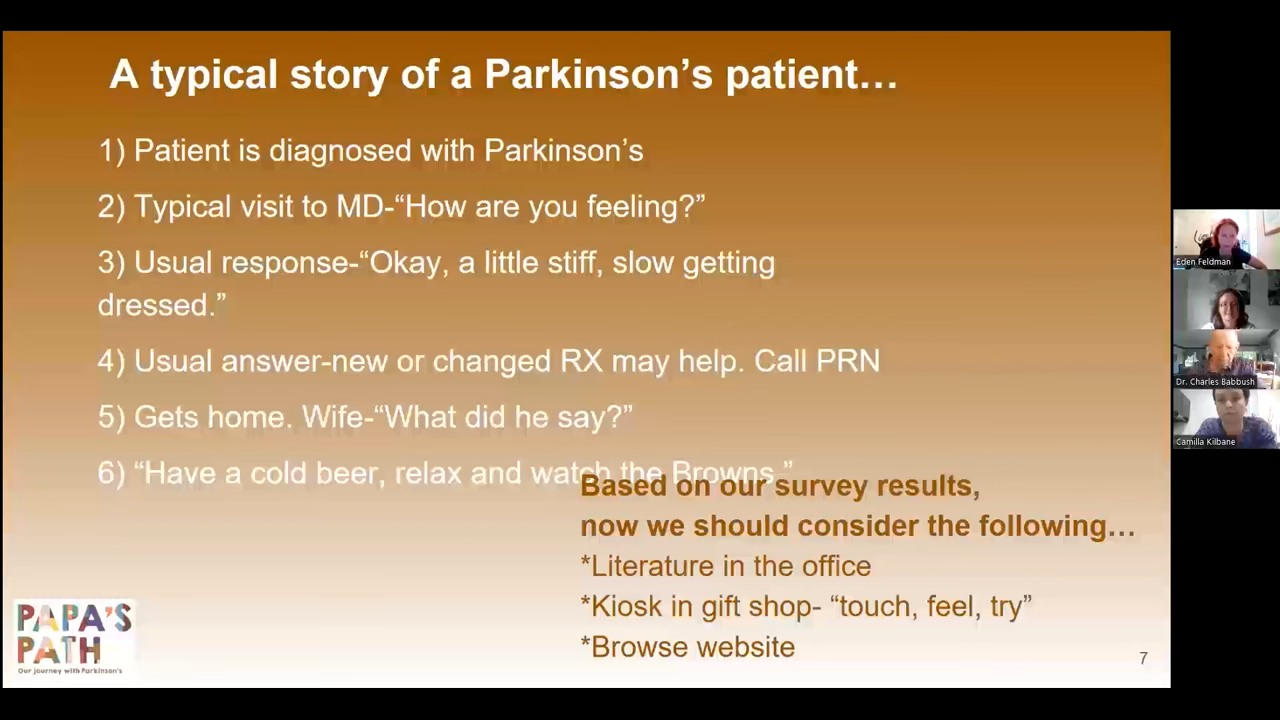 A typical story of a Parkinson’s patient…
1) Patient is diagnosed with Parkinson’s
2) Typical visit to MD-“How are you feeling?”
3) Usual response-“Okay, a little stiff, slow getting
dressed.”
4) Usual answer-new or changed RX may help. Call PRN
5) Gets home. Wife-“What did he say?”
6) “Have a cold beer, relax and watch the Browns.”
Based on our survey results,
now we should consider the following…
*Literature in the office
*Kiosk in gift shop- “touch, feel, try”
*Browse website
PAPA'S
PATH
Our journey with Parkinson's
7
Eden Feldman
Dr. Charles Babbush
Camilla Kilbane